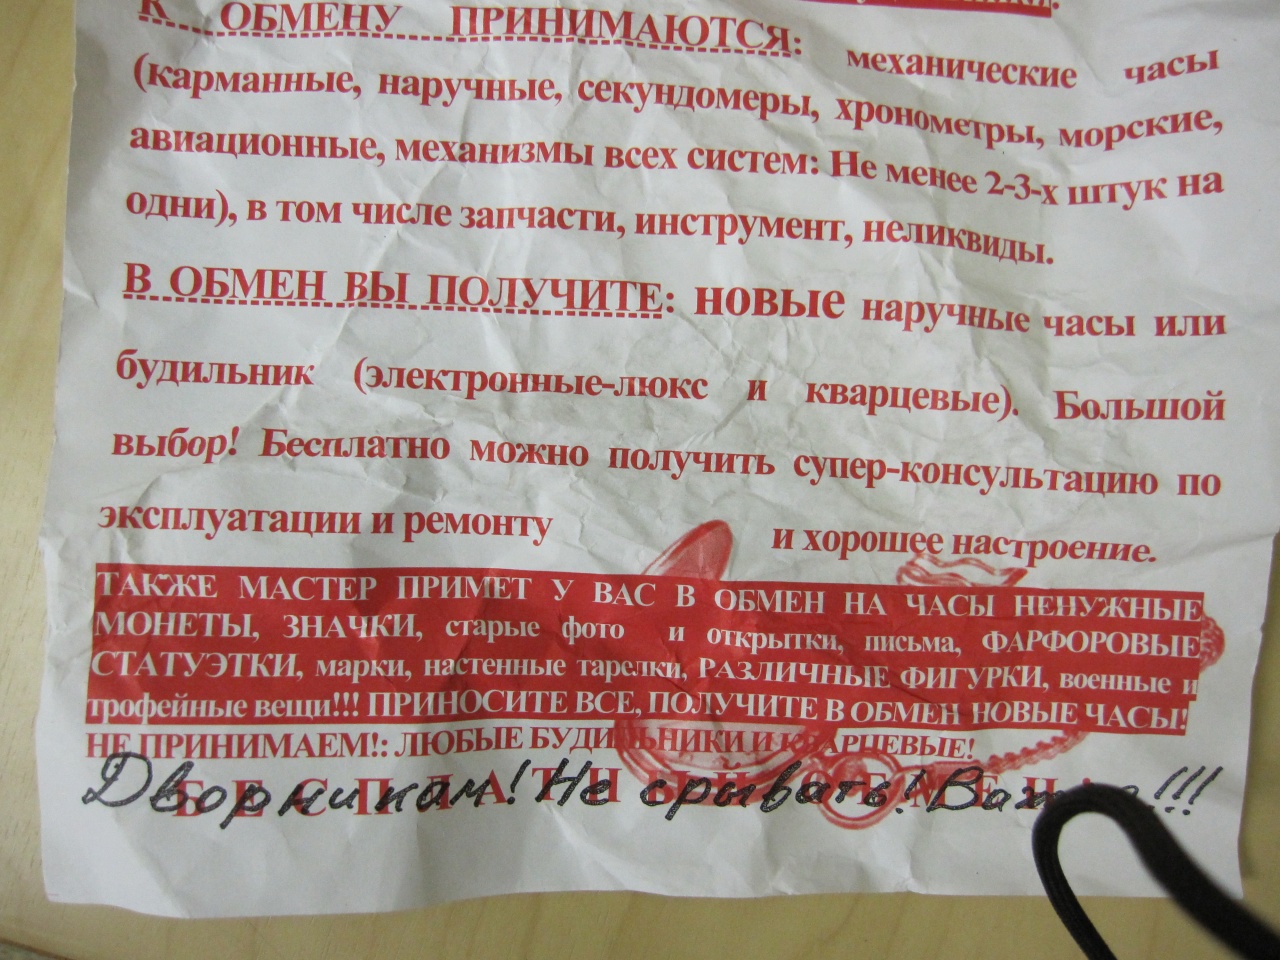 К ОБМЕНУ ПРИНИМАЮТСЯ: механические часы
(карманные, наручные, секундомеры, хронометры, морские,
авиационные, механизмы всех систем: Не менее 2-3-х штук на
одни), в том числе запчасти, инструмент, неликвиды.
В ОБМЕН ВЫ ПОЛУЧИТЕ: новые наручные часы или
будильник (электронные-люкс и кварцевые). Большой
выбор! Бесплатно можно получить супер-консультацию по
эксплуатации и ремонту и хорошее настроение.
ТАКЖЕ МАСТЕР ПРИМЕТ У ВАС В ОБМЕН НА ЧАСЫ НЕНУЖНЫЕ
МОНЕТЫ, ЗНАЧКИ, старые фото и открытки, письма, ФАРФОРОВЫЕ
СТАТУЭТКИ, марки, настенные тарелки, РАЗЛИЧНЫЕ ФИГУРКИ, военные и
трофейные вещи!!! ПРИНОСИТЕ ВСЕ, ПОЛУЧИТЕ В ОБМЕН НОВЫЕ ЧАСЫ!
НЕ ПРИНИМАЕМ!: ЛЮБЫЕ БУДИЛЬНИКИ И КВАРЦЕВЫЕ!
БЕСПЛАТНЫЙ ОБМЕН!
Дворникам! Не срывать! !!!